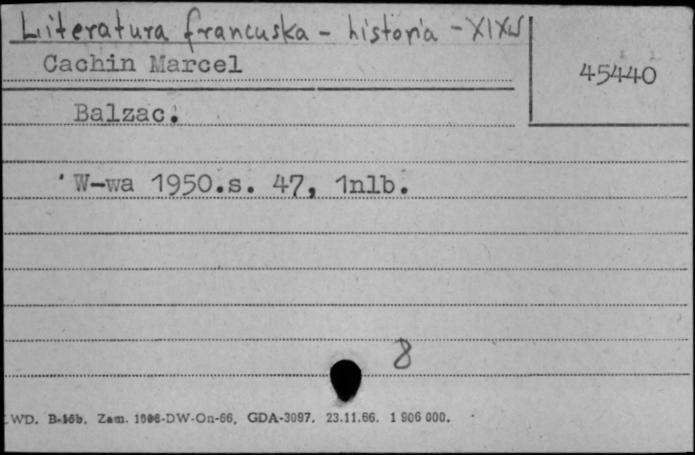 Literatura francuska - historia - XIXw
45440
Cachin Marcel
Balzac.
W-wa 1950.s. 47, 1nlb.
8
WD. B-16b. Zam. 1006-DW-On-66, GDA-3097. 23.11.66. 1 906 000.